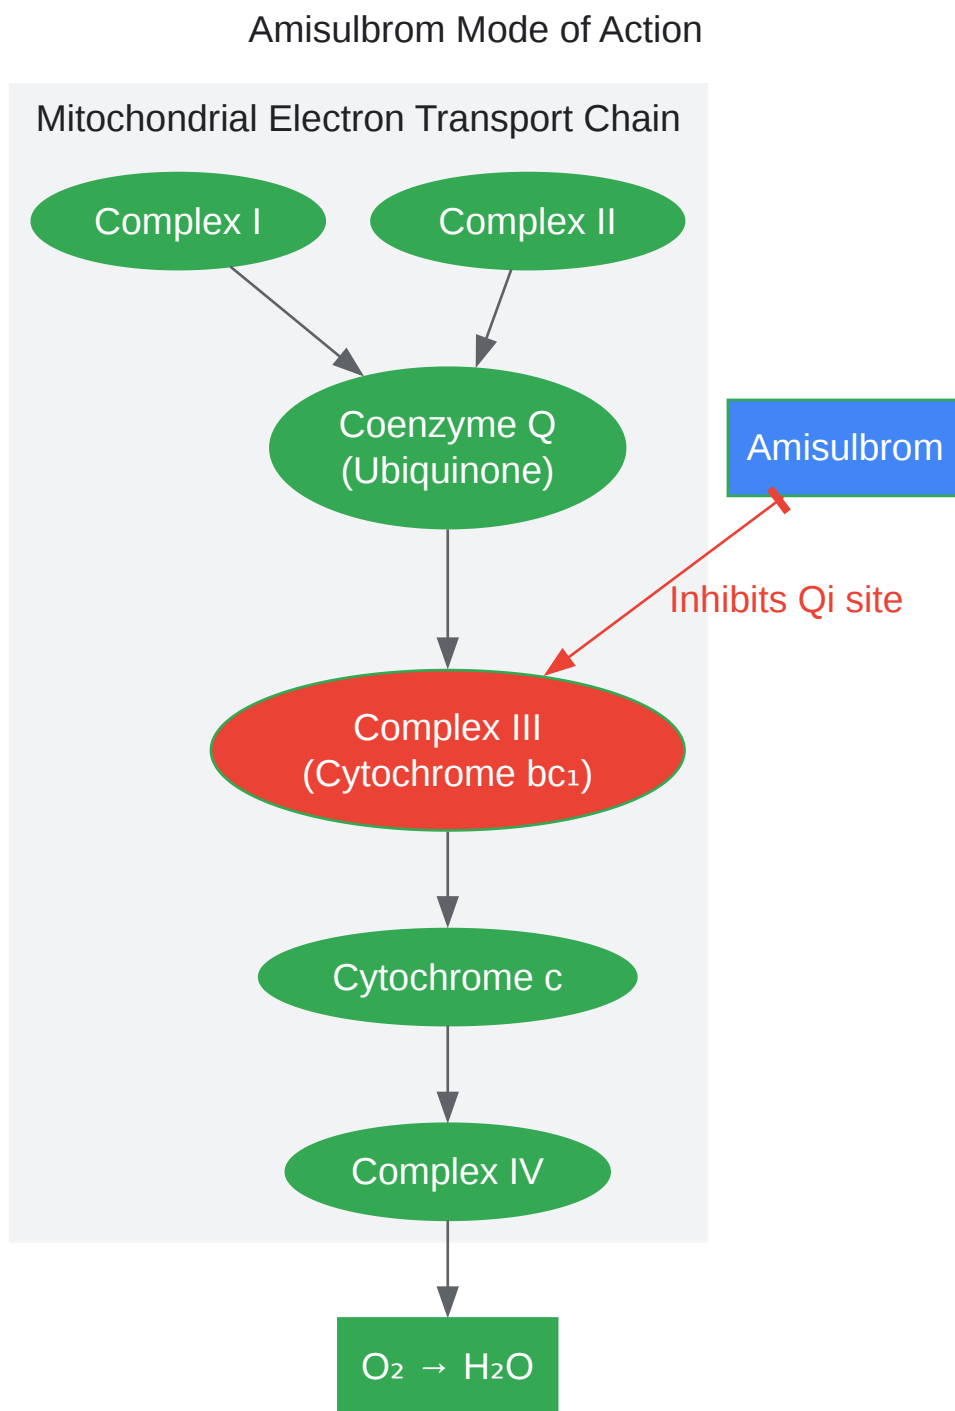 Amisulbrom Mode of Action
Mitochondrial Electron Transport Chain
Complex I
Complex II
Coenzyme Q
(Ubiquinone)
Amisulbrom
Inhibits Qi site
Complex III
(Cytochrome bc₁)
Cytochrome c
Complex IV
O₂ → H₂O